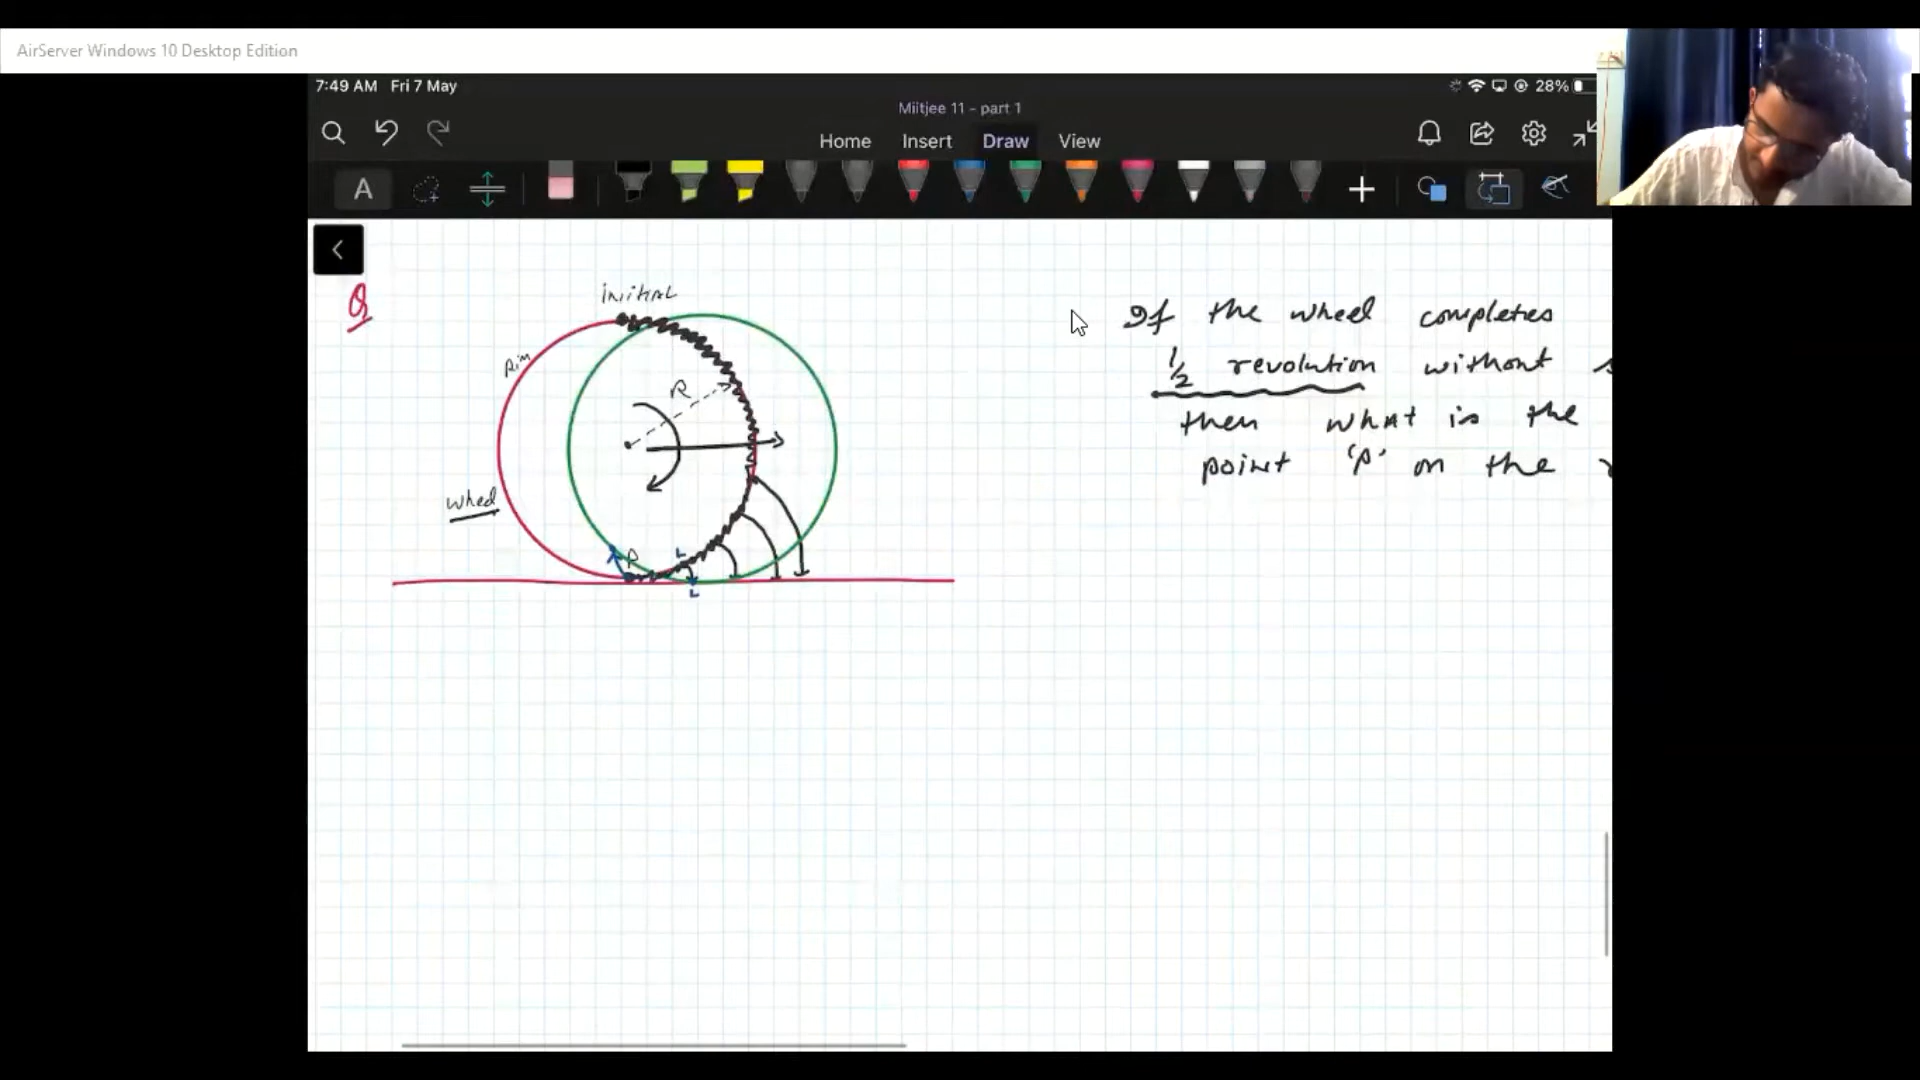 AirServer Windows 10 Desktop Edition
7:49 AM Fri 7 May
28%
Miitjee 11 - part 1
Home Insert Draw View
A
Q
initial
Rim
R
wheel
P
L
L
If the wheel completes
1/2 revolution without s
then what is the
point 'P' on the r